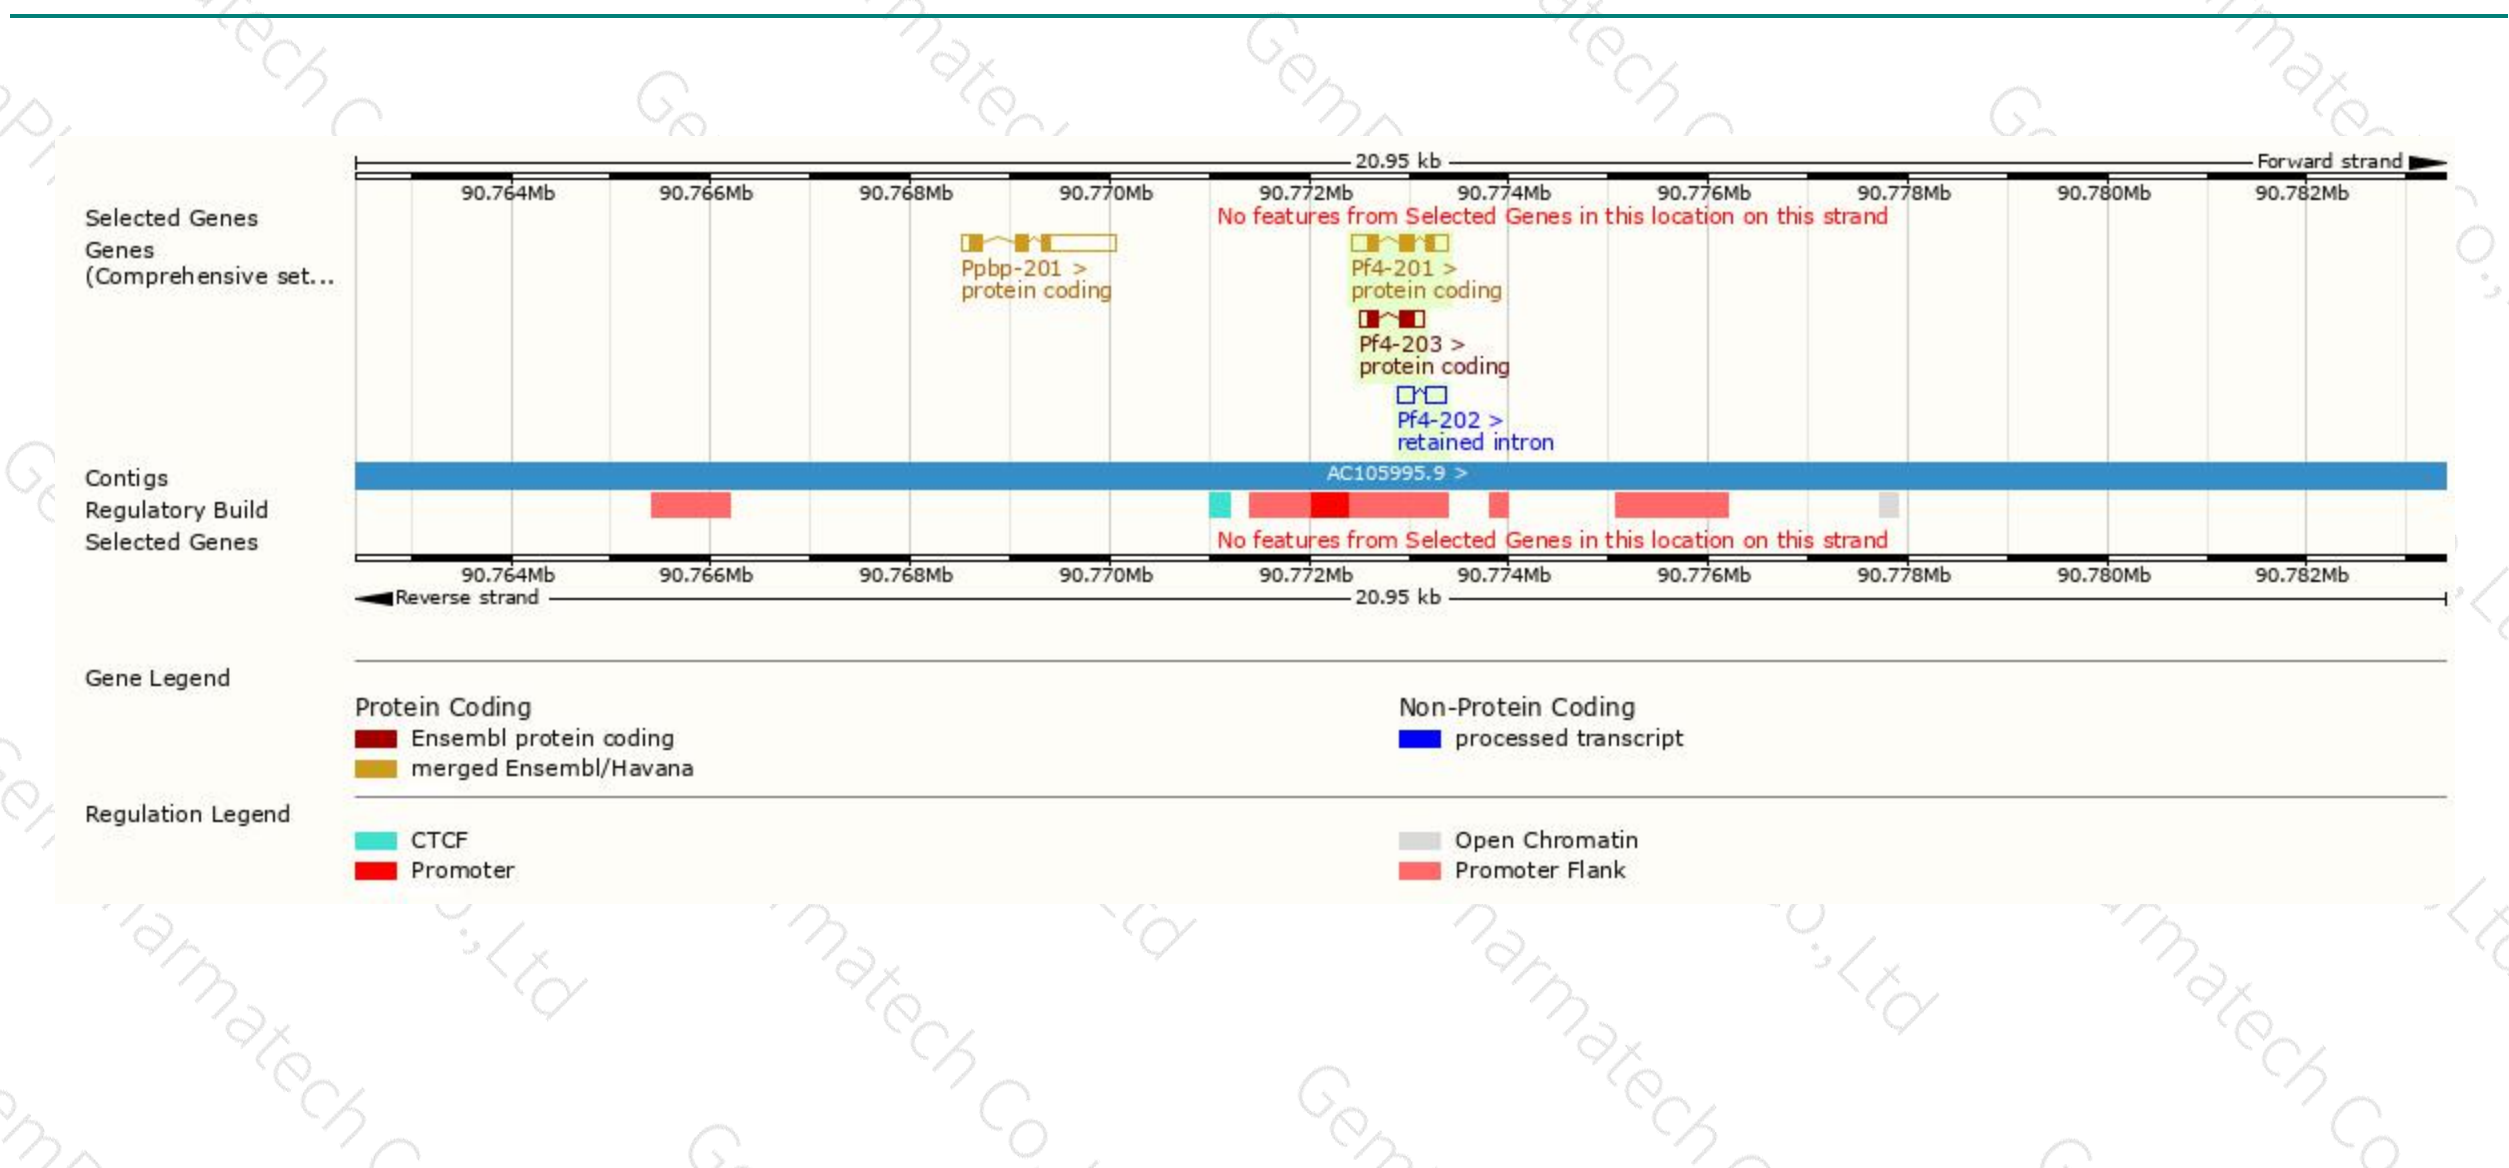 20.95 kb
Forward strand
90.764Mb 90.766Mb 90.768Mb 90.770Mb 90.772Mb 90.774Mb 90.776Mb 90.778Mb 90.780Mb 90.782Mb
Selected Genes
No features from Selected Genes in this location on this strand
Genes
(Comprehensive set...
Ppbp-201 >
protein coding
Pf4-201 >
protein coding
Pf4-203 >
protein coding
Pf4-202 >
retained intron
Contigs
AC105995.9 >
Regulatory Build
Selected Genes
No features from Selected Genes in this location on this strand
90.764Mb 90.766Mb 90.768Mb 90.770Mb 90.772Mb 90.774Mb 90.776Mb 90.778Mb 90.780Mb 90.782Mb
Reverse strand
20.95 kb
Gene Legend
Protein Coding
Ensembl protein coding
merged Ensembl/Havana
Non-Protein Coding
processed transcript
Regulation Legend
CTCF
Promoter
Open Chromatin
Promoter Flank